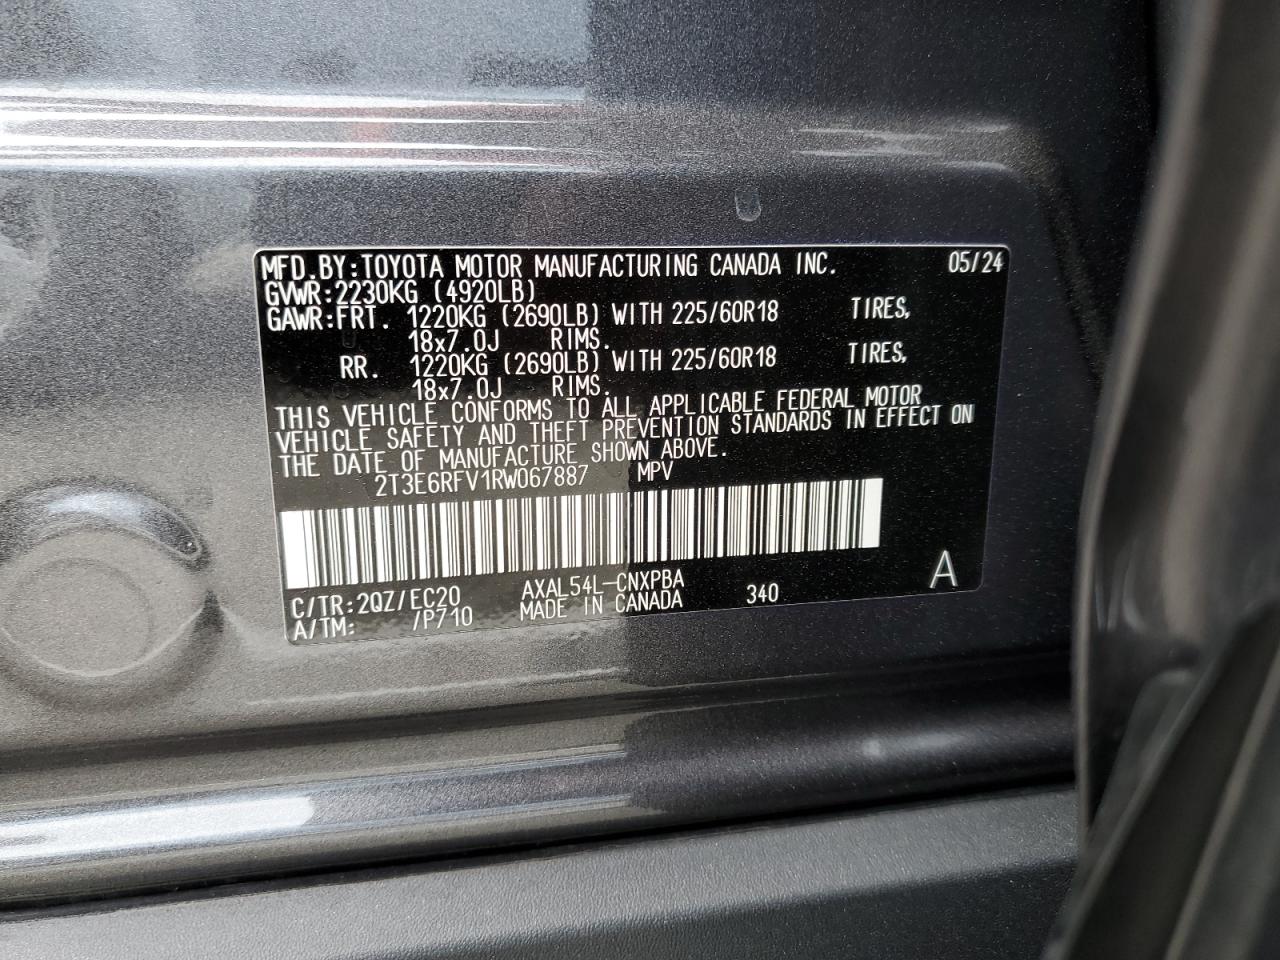 MFD.BY:TOYOTA MOTOR MANUFACTURING CANADA INC. 05/24
GVWR:2230KG (4920LB)
GAWR:FRT. 1220KG (2690LB) WITH 225/60R18 TIRES,
18x7.0J RIMS.
RR. 1220KG (2690LB) WITH 225/60R18 TIRES,
18x7.0J RIMS.
THIS VEHICLE CONFORMS TO ALL APPLICABLE FEDERAL MOTOR
VEHICLE SAFETY AND THEFT PREVENTION STANDARDS IN EFFECT ON
THE DATE OF MANUFACTURE SHOWN ABOVE.
2T3E6RFV1RW067887 MPV
C/TR:2QZ/EC20 AXAL54L-CNXPBA 340 A
A/TM: /P710 MADE IN CANADA